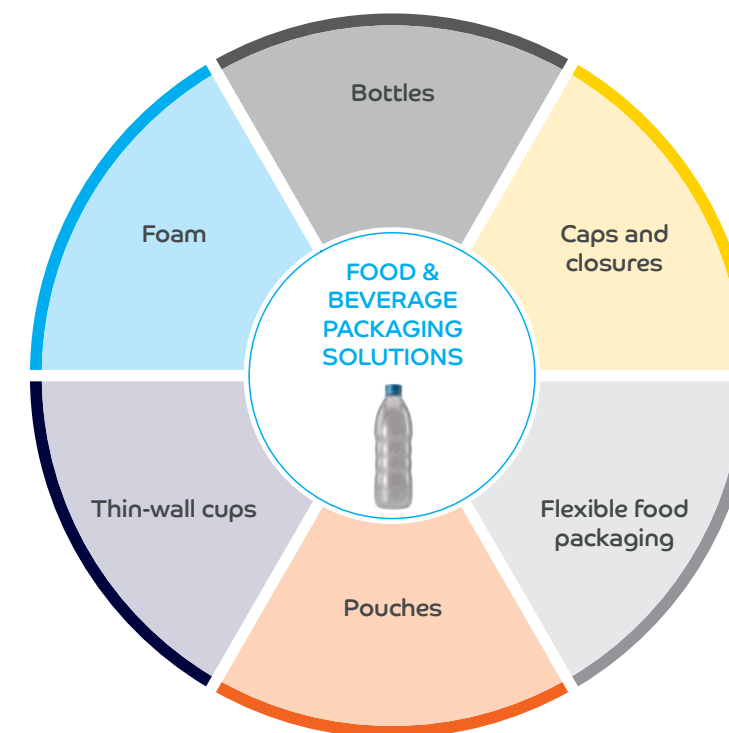 Bottles
Caps and
closures
Flexible food
packaging
Pouches
Thin-wall cups
Foam
FOOD &
BEVERAGE
PACKAGING
SOLUTIONS